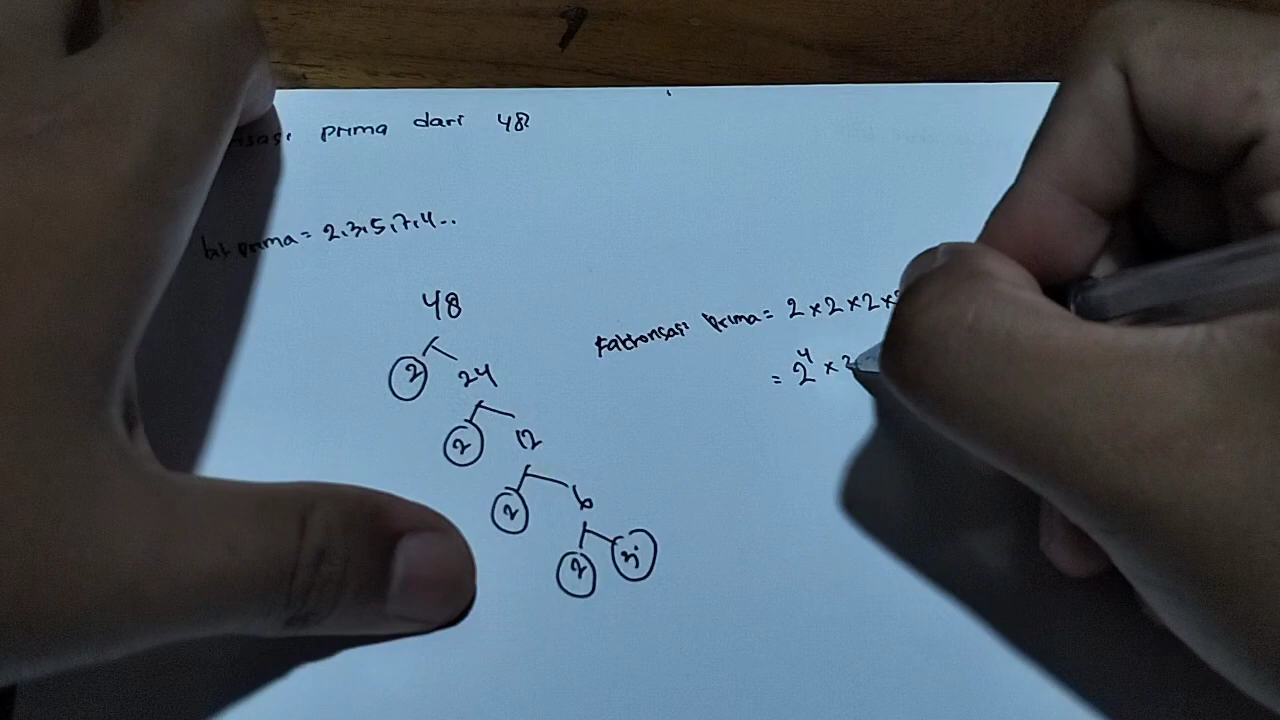 prima dari 48
prima = 2,3,5,7,4...
48
2 24
2 12
2 6
2 3
Faktorisasi prima = 2 x 2 x 2 x
= 2⁴ x